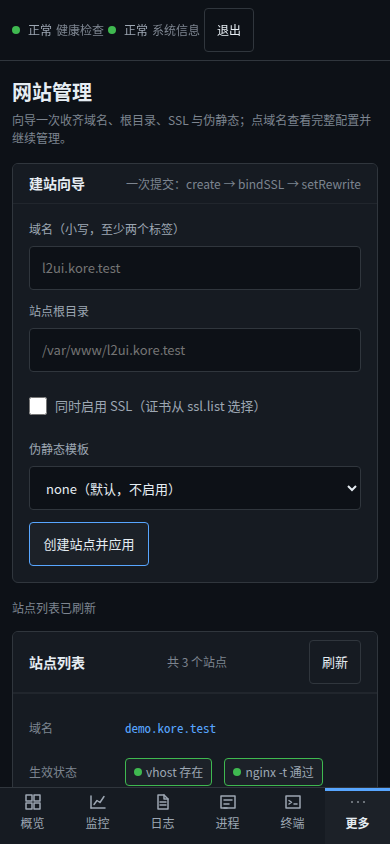 正常 健康检查 正常 系统信息 退出
网站管理
向导一次收齐域名、根目录、SSL 与伪静态；点域名查看完整配置并
继续管理。
建站向导 一次提交：create → bindSSL → setRewrite
域名（小写，至少两个标签）
l2ui.kore.test
站点根目录
/var/www/l2ui.kore.test
同时启用 SSL（证书从 ssl.list 选择）
伪静态模板
none（默认，不启用）
创建站点并应用
站点列表已刷新
站点列表 共 3 个站点 刷新
域名 demo.kore.test
生效状态 vhost 存在 nginx -t 通过
概览 监控 日志 进程 终端 更多